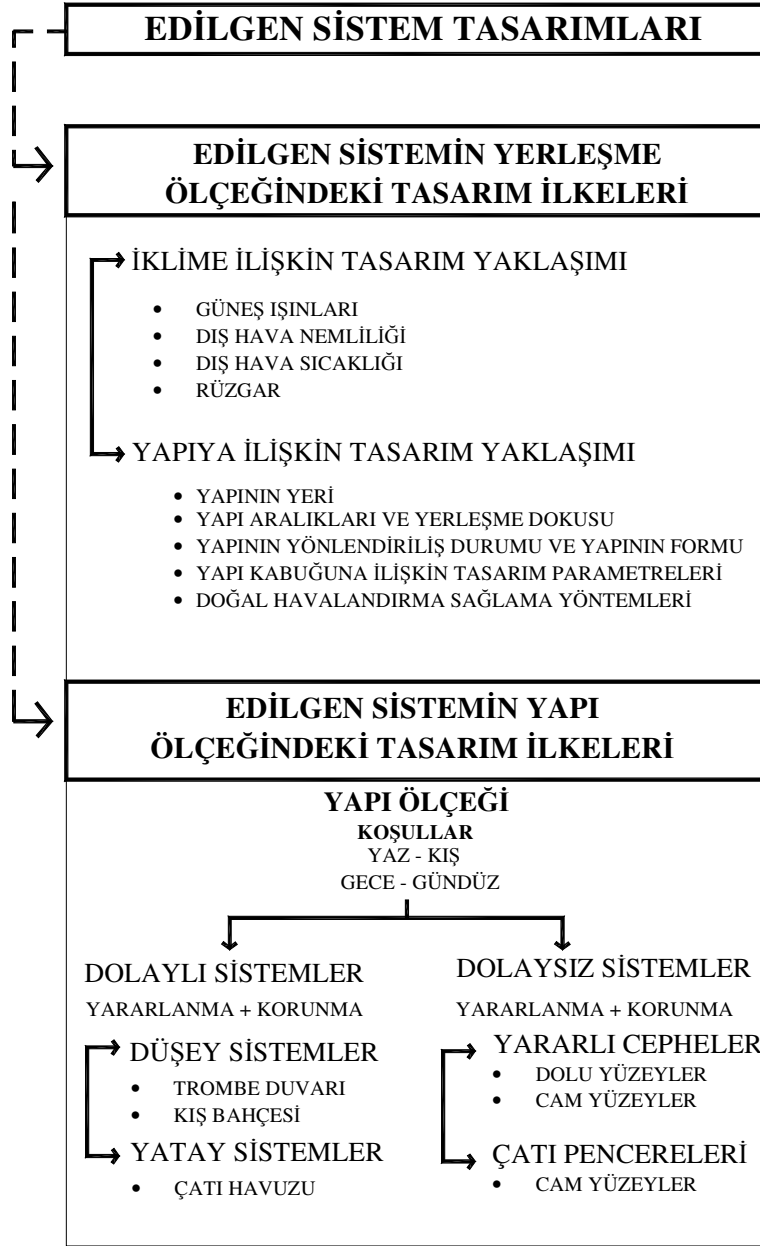 EDİLGEN SİSTEM TASARIMLARI
EDİLGEN SİSTEMİN YERLEŞME
ÖLÇEĞİNDEKİ TASARIM İLKELERİ
İKLİME İLİŞKİN TASARIM YAKLAŞIMI
• GÜNEŞ IŞINLARI
• DIŞ HAVA NEMLİLİĞİ
• DIŞ HAVA SICAKLIĞI
• RÜZGAR
YAPIYA İLİŞKİN TASARIM YAKLAŞIMI
• YAPININ YERİ
• YAPI ARALIKLARI VE YERLEŞME DOKUSU
• YAPININ YÖNLENDİRİLİŞ DURUMU VE YAPININ FORMU
• YAPI KABUĞUNA İLİŞKİN TASARIM PARAMETRELERİ
• DOĞAL HAVALANDIRMA SAĞLAMA YÖNTEMLERİ
EDİLGEN SİSTEMİN YAPI
ÖLÇEĞİNDEKİ TASARIM İLKELERİ
YAPI ÖLÇEĞİ
KOŞULLAR
YAZ - KIŞ
GECE - GÜNDÜZ
DOLAYLI SİSTEMLER
YARARLANMA + KORUNMA
DÜŞEY SİSTEMLER
• TROMBE DUVARI
• KIŞ BAHÇESİ
YATAY SİSTEMLER
• ÇATI HAVUZU
DOLAYSIZ SİSTEMLER
YARARLANMA + KORUNMA
YARARLI CEPHELER
• DOLU YÜZEYLER
• CAM YÜZEYLER
ÇATI PENCERELERİ
• CAM YÜZEYLER